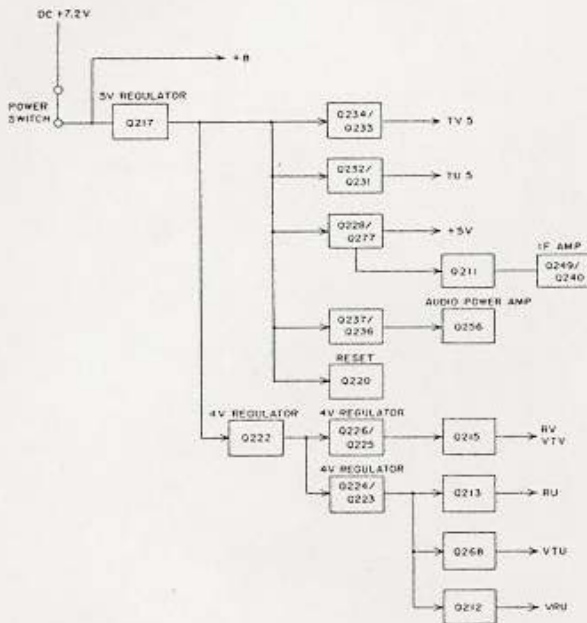 DC +7.2V
+B
POWER SWITCH
5V REGULATOR
Q217
Q234/
Q233
TV 5
Q232/
Q231
TU 5
Q228/
Q277
+5V
Q211
IF AMP
Q249/
Q240
Q237/
Q236
AUDIO POWER AMP
Q256
RESET
Q220
4V REGULATOR
Q222
4V REGULATOR
Q226/
Q225
Q215
RV
VTV
4V REGULATOR
Q224/
Q223
Q213
RU
Q268
VTU
Q212
VRU